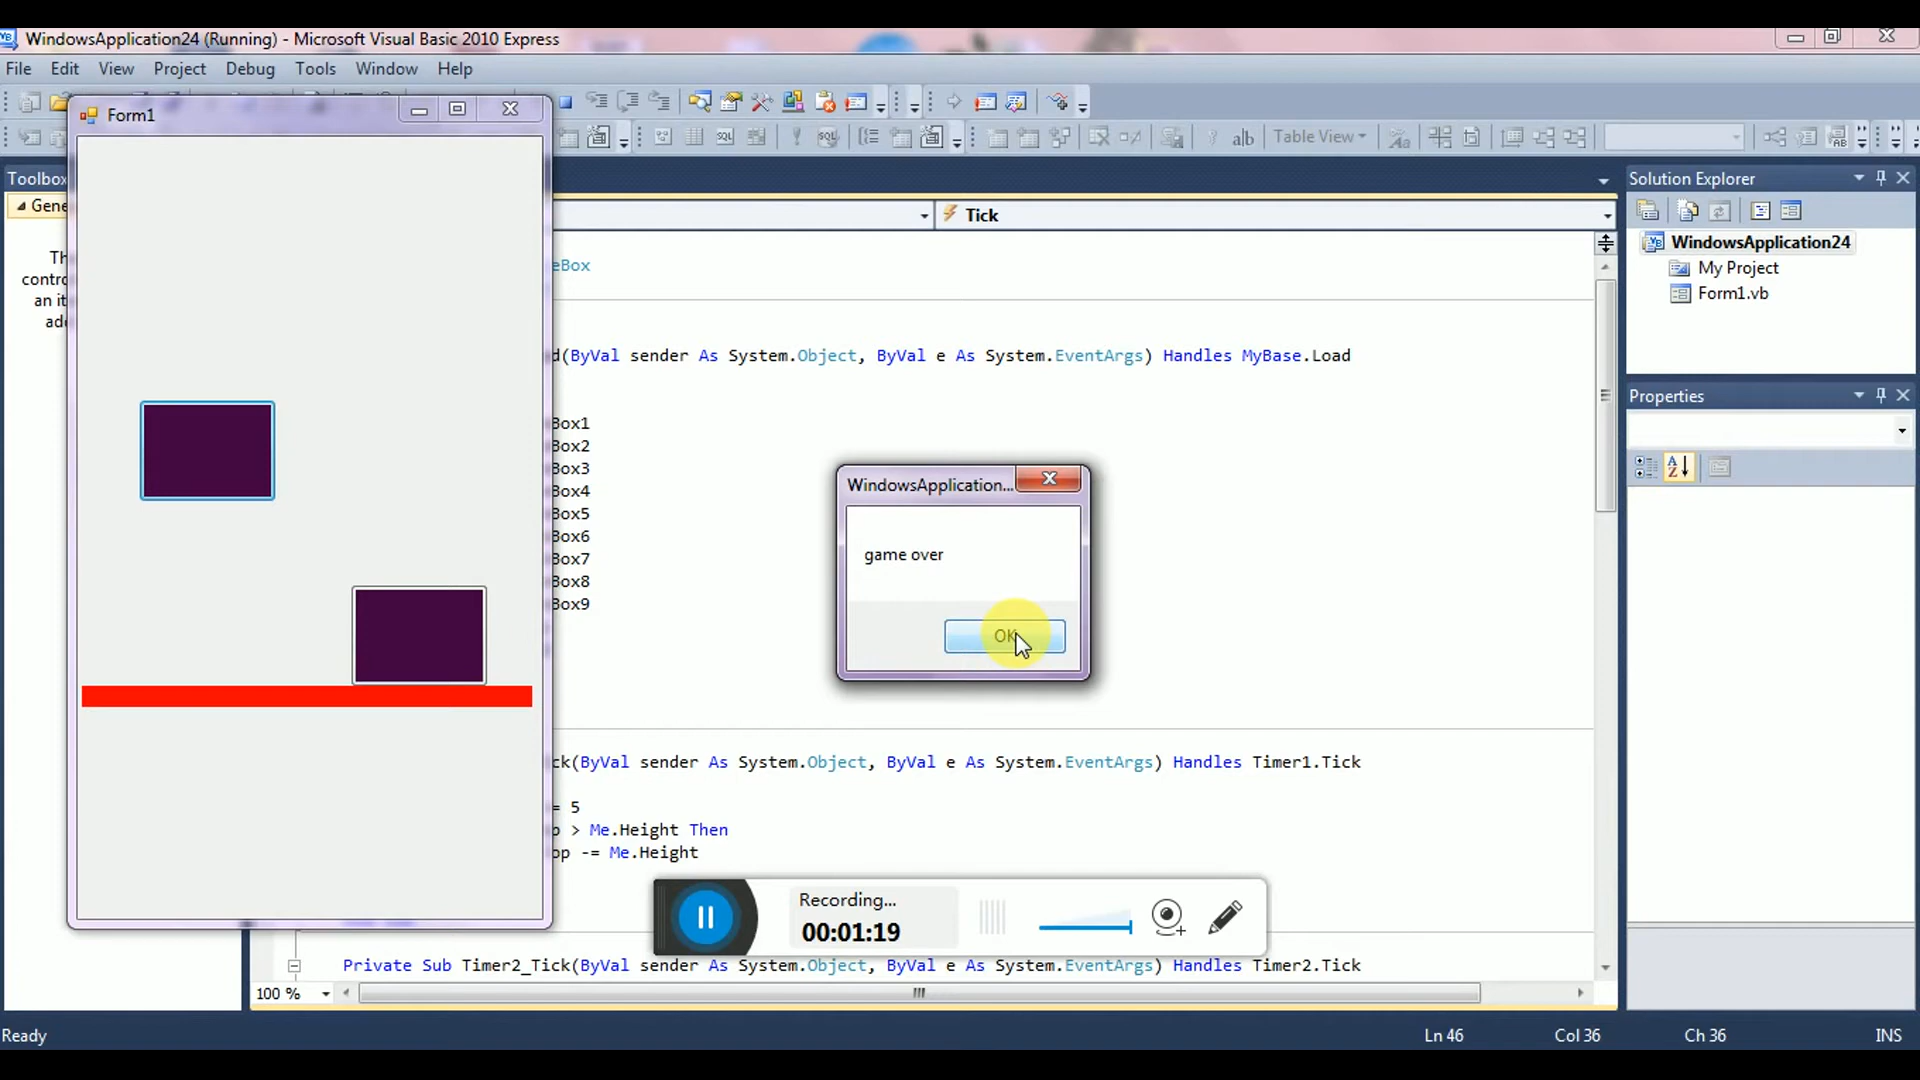 WindowsApplication24 (Running) - Microsoft Visual Basic 2010 Express
File Edit View Project Debug Tools Window Help
Form1
Table View
Toolbox
Gene
Th
contro
an it
add
Tick
eBox
d(ByVal sender As System.Object, ByVal e As System.EventArgs) Handles MyBase.Load
Box1
Box2
Box3
Box4
Box5
Box6
Box7
Box8
Box9
ck(ByVal sender As System.Object, ByVal e As System.EventArgs) Handles Timer1.Tick
= 5
p > Me.Height Then
op -= Me.Height
Private Sub Timer2_Tick(ByVal sender As System.Object, ByVal e As System.EventArgs) Handles Timer2.Tick
100 %
WindowsApplication...
game over
OK
Recording...
00:01:19
Solution Explorer
WindowsApplication24
My Project
Form1.vb
Properties
Ready
Ln 46
Col 36
Ch 36
INS